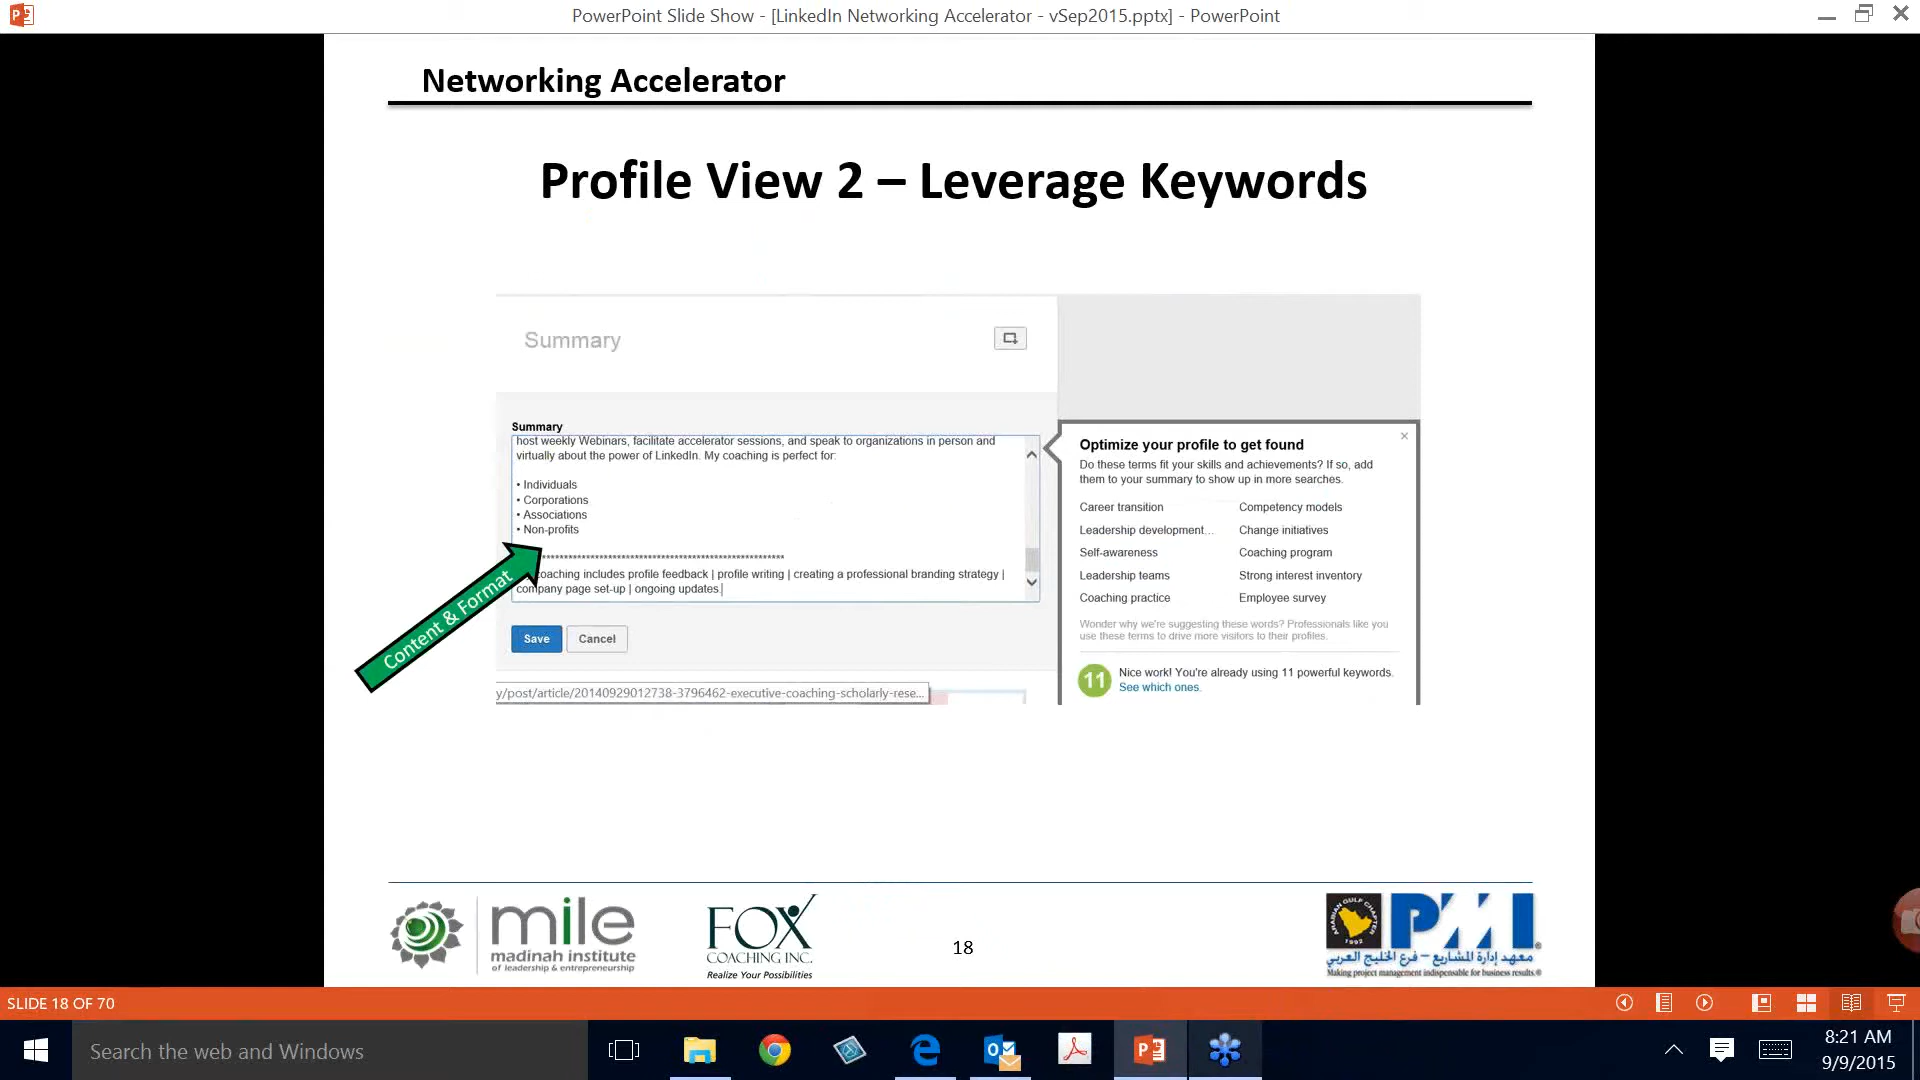 PowerPoint Slide Show - [LinkedIn Networking Accelerator - vSep2015.pptx] - PowerPoint
Networking Accelerator
Profile View 2 – Leverage Keywords
Summary
Summary
host weekly Webinars, facilitate accelerator sessions, and speak to organizations in person and
virtually about the power of LinkedIn. My coaching is perfect for:
• Individuals
• Corporations
• Associations
• Non-profits
coaching includes profile feedback | profile writing | creating a professional branding strategy |
company page set-up | ongoing updates
Content & Format
Save
Cancel
y/post/article/20140929012738-3796462-executive-coaching-scholarly-rese...
Optimize your profile to get found
Do these terms fit your skills and achievements? If so, add
them to your summary to show up in more searches.
Career transition
Competency models
Leadership development...
Change initiatives
Self-awareness
Coaching program
Leadership teams
Strong interest inventory
Coaching practice
Employee survey
Wonder why we're suggesting these words? Professionals like you
use these terms to drive more visitors to their profiles.
11
Nice work! You're already using 11 powerful keywords.
See which ones.
mile
madinah institute
of leadership & entrepreneurship
FOX
COACHING INC.
Realize Your Possibilities
18
ARABIAN GULF CHAPTER
1992
PMI
معهد إدارة المشاريع – فرع الخليج العربي
Making project management indispensable for business results.®
SLIDE 18 OF 70
Search the web and Windows
8:21 AM
9/9/2015